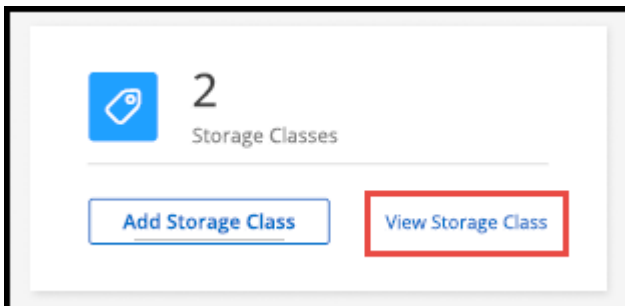 2
Storage Classes
Add Storage Class
View Storage Class